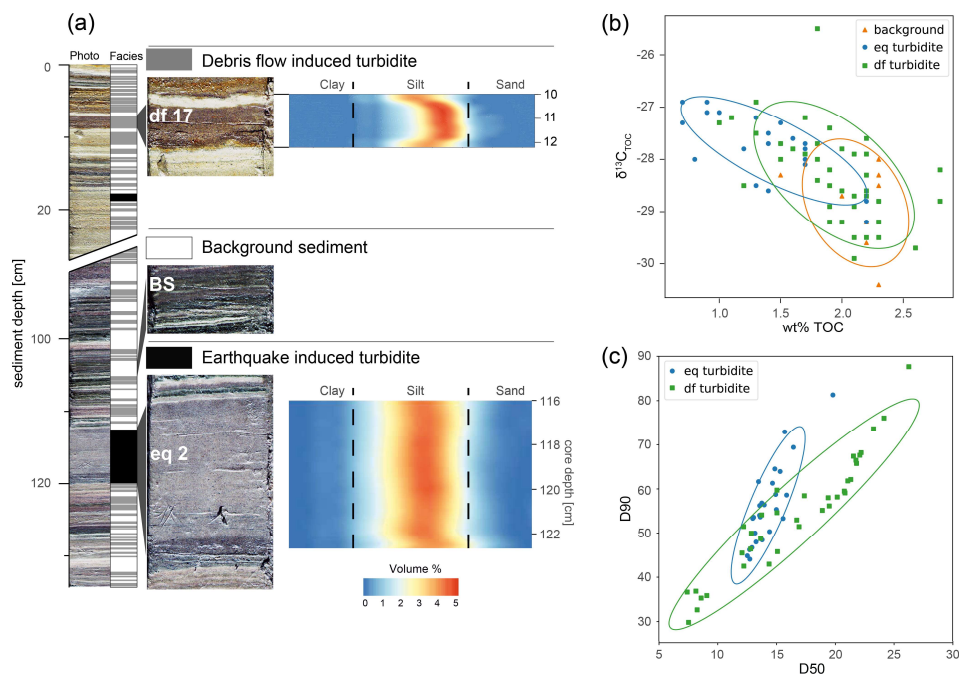 (a)
Photo Facies
0
20
100
120
sediment depth [cm]
Debris flow induced turbidite
df 17
Clay Silt Sand
10
11
12
Background sediment
BS
Earthquake induced turbidite
eq 2
Clay Silt Sand
116
118
120
122
core depth [cm]
Volume %
0 1 2 3 4 5
(b)
background
eq turbidite
df turbidite
-26
-27
-28
-29
-30
δ¹³C_TOC
1.0 1.5 2.0 2.5
wt% TOC
(c)
eq turbidite
df turbidite
90
80
70
60
50
40
30
20
D90
5 10 15 20 25 30
D50